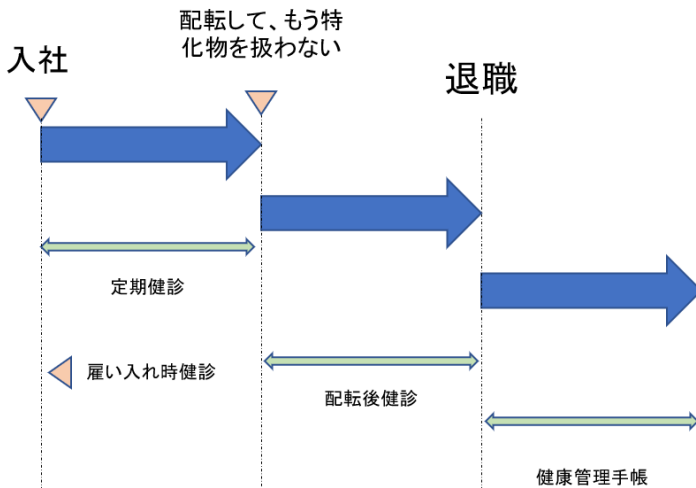 配転して、もう特
化物を扱わない
入社
退職
定期健診
雇い入れ時健診
配転後健診
健康管理手帳